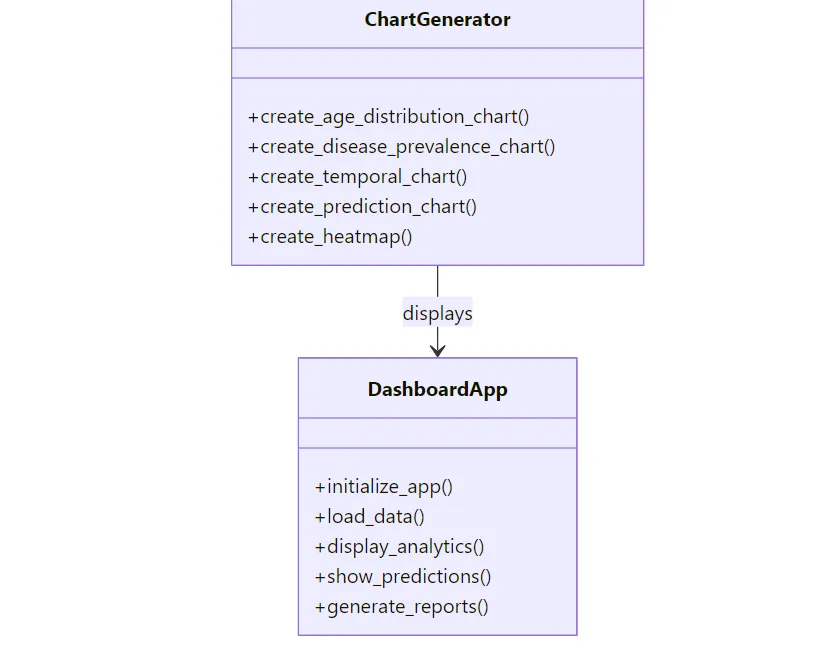 ChartGenerator
+create_age_distribution_chart()
+create_disease_prevalence_chart()
+create_temporal_chart()
+create_prediction_chart()
+create_heatmap()
displays
DashboardApp
+initialize_app()
+load_data()
+display_analytics()
+show_predictions()
+generate_reports()